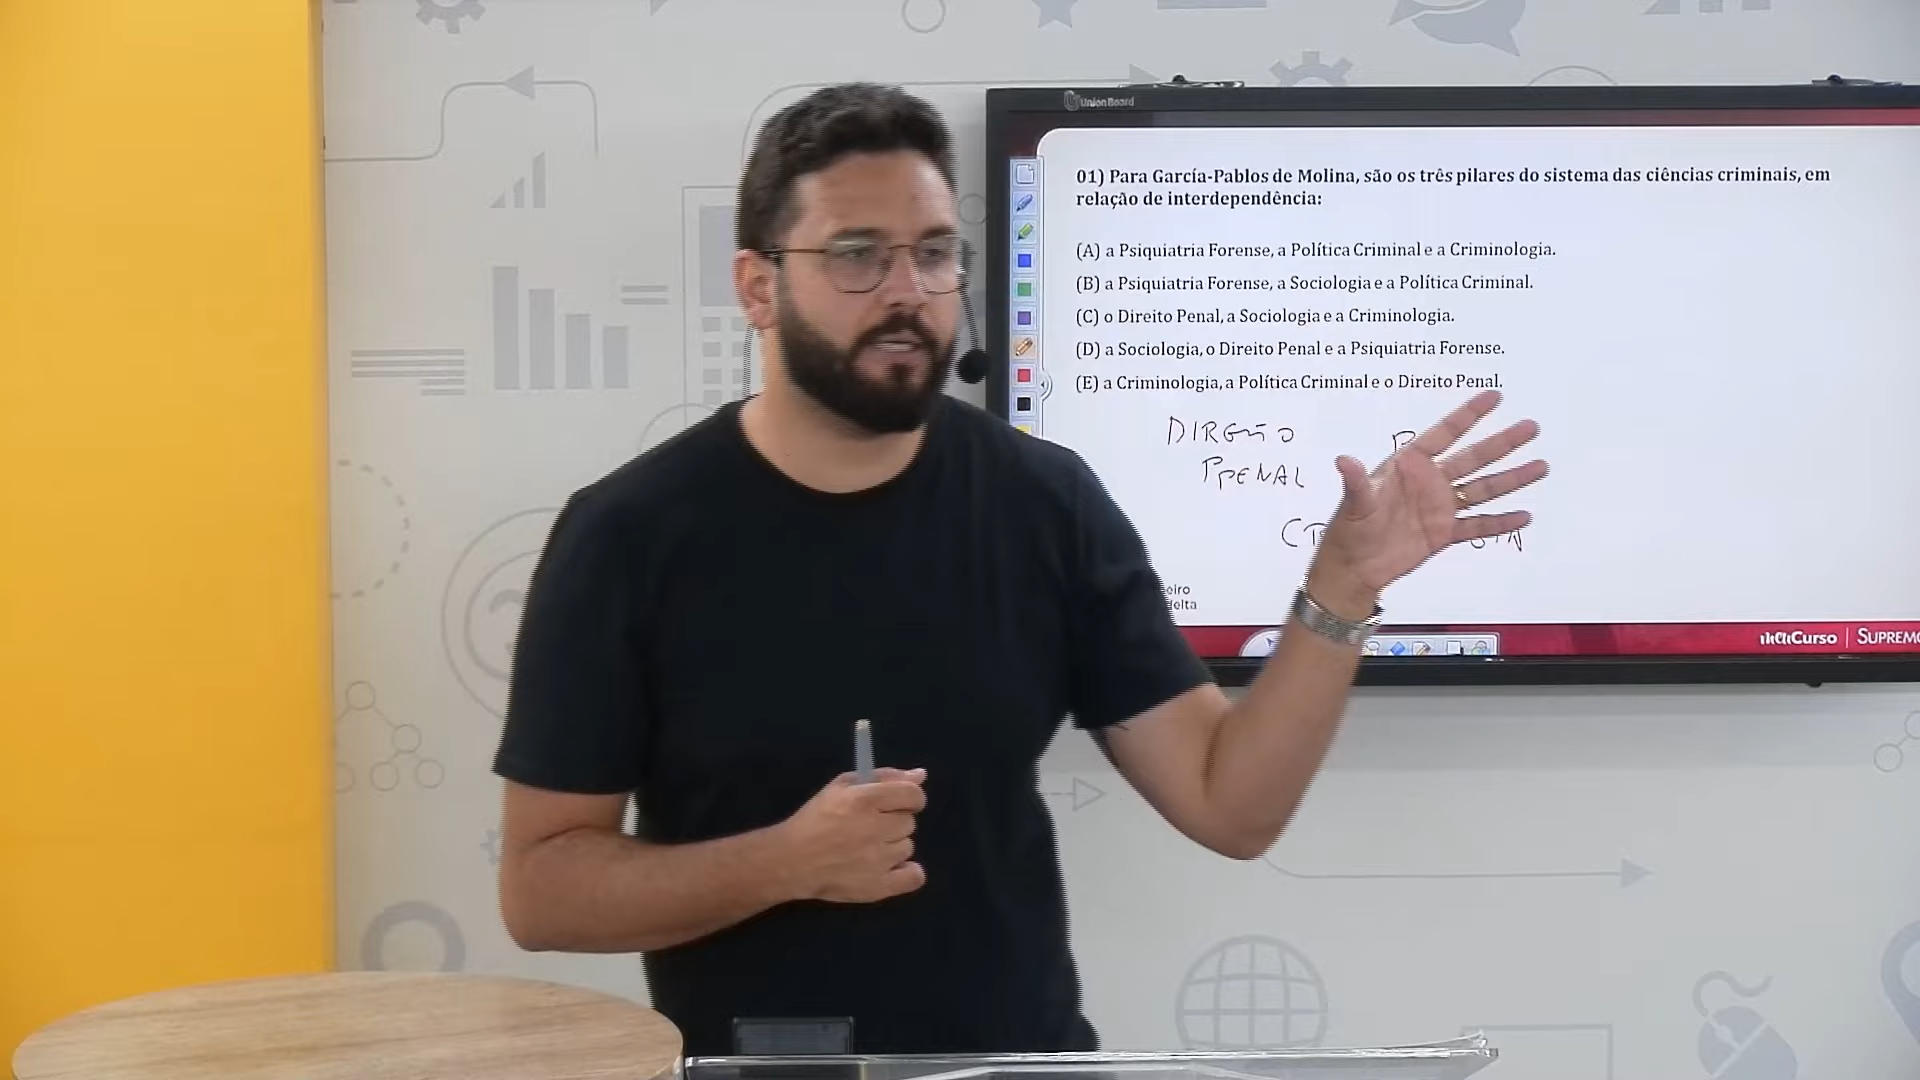 Union Board
01) Para García-Pablos de Molina, são os três pilares do sistema das ciências criminais, em
relação de interdependência:
(A) a Psiquiatria Forense, a Política Criminal e a Criminologia.
(B) a Psiquiatria Forense, a Sociologia e a Política Criminal.
(C) o Direito Penal, a Sociologia e a Criminologia.
(D) a Sociologia, o Direito Penal e a Psiquiatria Forense.
(E) a Criminologia, a Política Criminal e o Direito Penal.
eiro
delta
Curso | SUPREMO